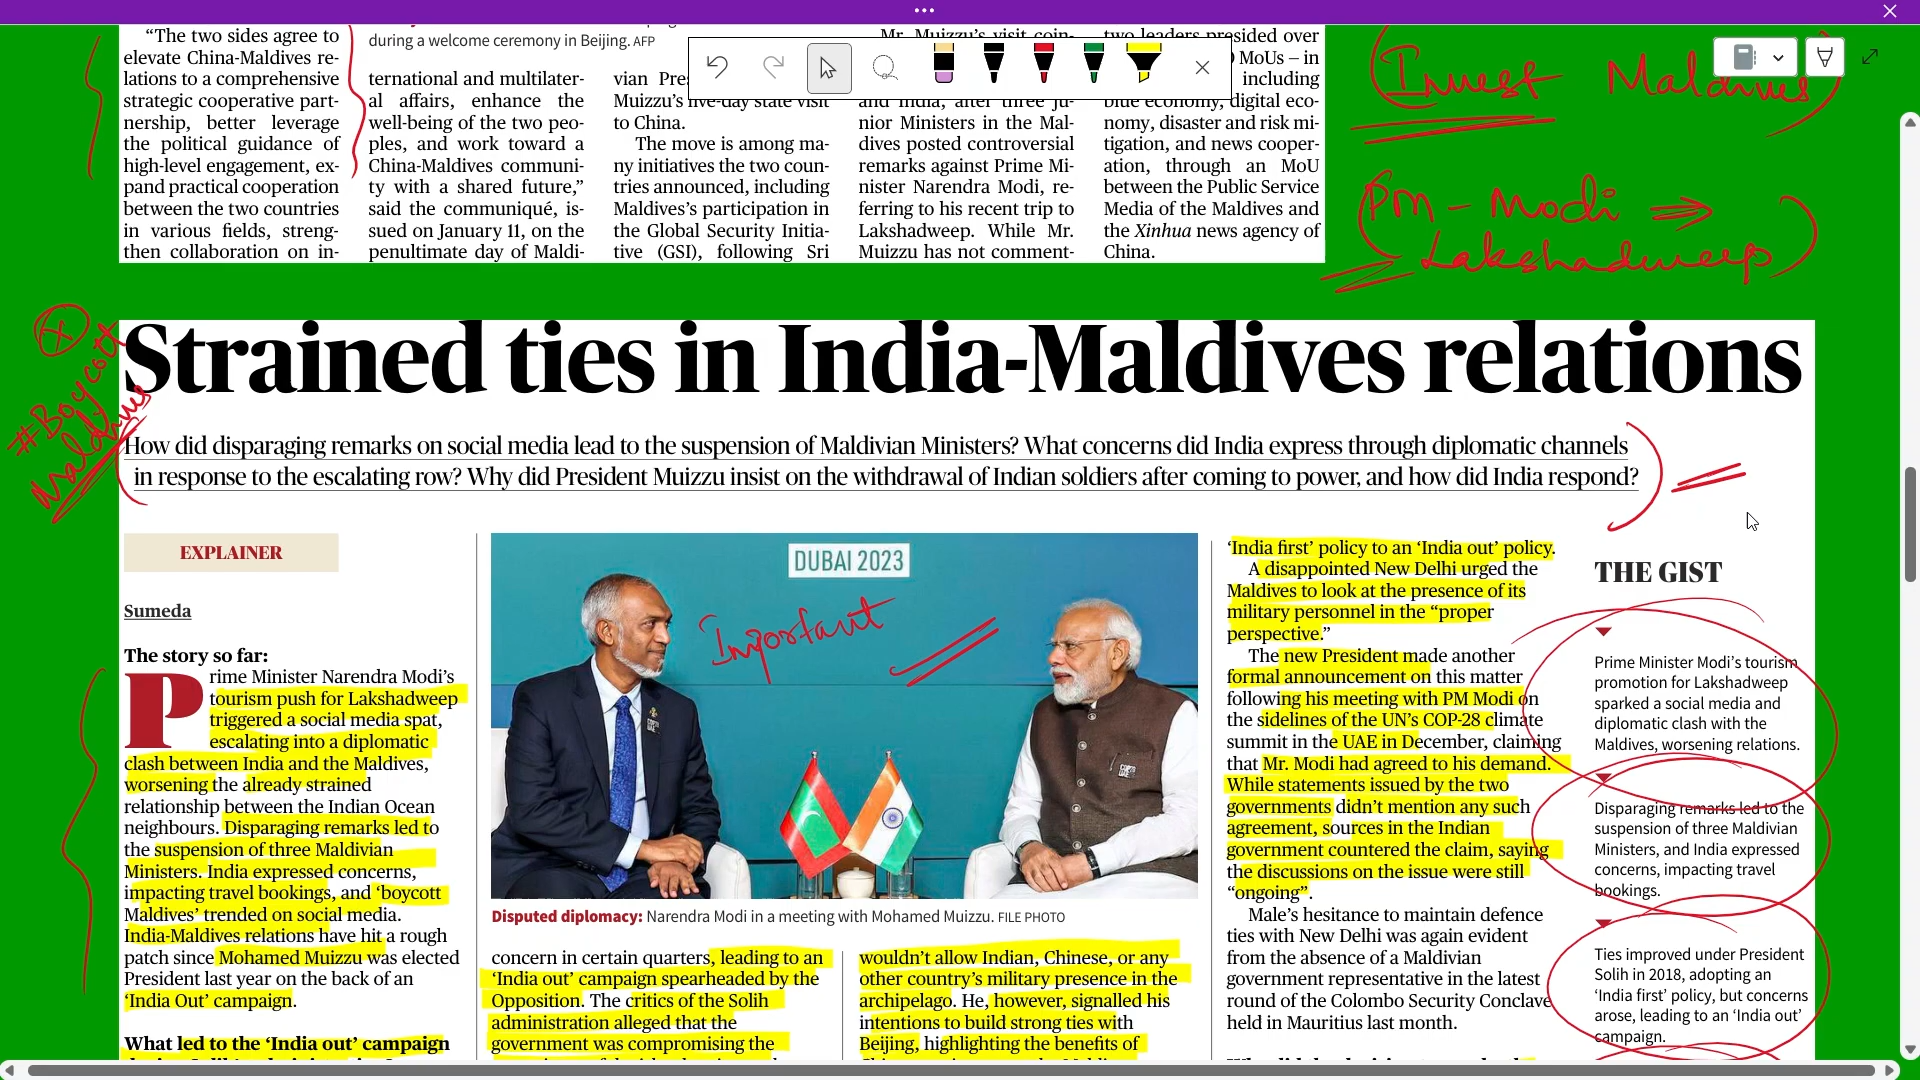 “The two sides agree to
elevate China-Maldives re-
lations to a comprehensive
strategic cooperative part-
nership, better leverage
the political guidance of
high-level engagement, ex-
pand practical cooperation
between the two countries
in various fields, streng-
then collaboration on in-
during a welcome ceremony in Beijing. AFP
ternational and multilater-
al affairs, enhance the
well-being of the two peo-
ples, and work toward a
China-Maldives communi-
ty with a shared future,”
said the communiqué, is-
sued on January 11, on the
penultimate day of Maldi-
vian Pres
Muizzu’s five-day state visit
to China.
The move is among ma-
ny initiatives the two coun-
tries announced, including
Maldives’s participation in
the Global Security Initia-
tive (GSI), following Sri
Mr. Muizzu’s visit coin-
and India, after three ju-
nior Ministers in the Mal-
dives posted controversial
remarks against Prime Mi-
nister Narendra Modi, re-
ferring to his recent trip to
Lakshadweep. While Mr.
Muizzu has not comment-
two leaders presided over
MoUs – in
including
blue economy, digital eco-
nomy, disaster and risk mi-
tigation, and news cooper-
ation, through an MoU
between the Public Service
Media of the Maldives and
the Xinhua news agency of
China.
Invest Maldives
PM - Modi ⇒
Lakshadweep
#Boycott
Maldives
Strained ties in India-Maldives relations
How did disparaging remarks on social media lead to the suspension of Maldivian Ministers? What concerns did India express through diplomatic channels
in response to the escalating row? Why did President Muizzu insist on the withdrawal of Indian soldiers after coming to power, and how did India respond?
EXPLAINER
Sumeda
The story so far:
Prime Minister Narendra Modi’s
tourism push for Lakshadweep
triggered a social media spat,
escalating into a diplomatic
clash between India and the Maldives,
worsening the already strained
relationship between the Indian Ocean
neighbours. Disparaging remarks led to
the suspension of three Maldivian
Ministers. India expressed concerns,
impacting travel bookings, and ‘boycott
Maldives’ trended on social media.
India-Maldives relations have hit a rough
patch since Mohamed Muizzu was elected
President last year on the back of an
‘India Out’ campaign.
What led to the ‘India out’ campaign
DUBAI 2023
Important
Disputed diplomacy: Narendra Modi in a meeting with Mohamed Muizzu. FILE PHOTO
concern in certain quarters, leading to an
‘India out’ campaign spearheaded by the
Opposition. The critics of the Solih
administration alleged that the
government was compromising the
wouldn’t allow Indian, Chinese, or any
other country’s military presence in the
archipelago. He, however, signalled his
intentions to build strong ties with
Beijing, highlighting the benefits of
‘India first’ policy to an ‘India out’ policy.
A disappointed New Delhi urged the
Maldives to look at the presence of its
military personnel in the “proper
perspective.”
The new President made another
formal announcement on this matter
following his meeting with PM Modi on
the sidelines of the UN’s COP-28 climate
summit in the UAE in December, claiming
that Mr. Modi had agreed to his demand.
While statements issued by the two
governments didn’t mention any such
agreement, sources in the Indian
government countered the claim, saying
the discussions on the issue were still
“ongoing”.
Male’s hesitance to maintain defence
ties with New Delhi was again evident
from the absence of a Maldivian
government representative in the latest
round of the Colombo Security Conclave
held in Mauritius last month.
THE GIST
Prime Minister Modi’s tourism
promotion for Lakshadweep
sparked a social media and
diplomatic clash with the
Maldives, worsening relations.
Disparaging remarks led to the
suspension of three Maldivian
Ministers, and India expressed
concerns, impacting travel
bookings.
Ties improved under President
Solih in 2018, adopting an
‘India first’ policy, but concerns
arose, leading to an ‘India out’
campaign.